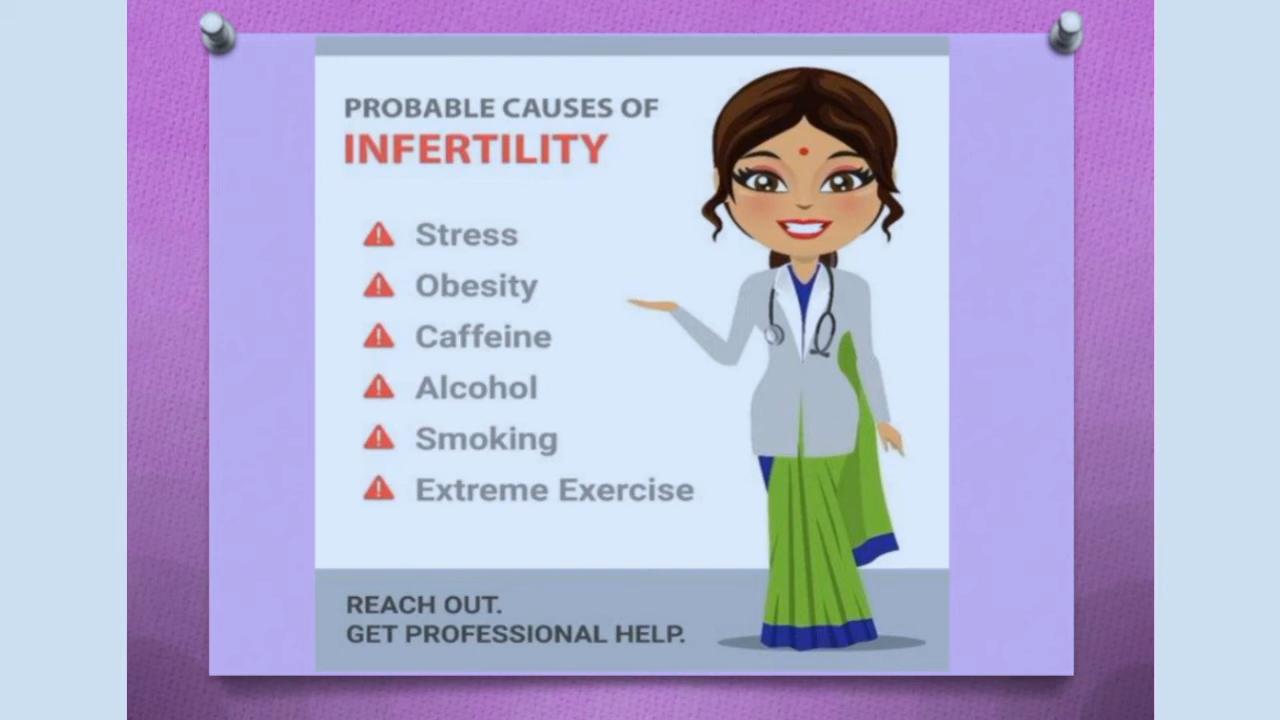 PROBABLE CAUSES OF
INFERTILITY
Stress
Obesity
Caffeine
Alcohol
Smoking
Extreme Exercise
REACH OUT.
GET PROFESSIONAL HELP.